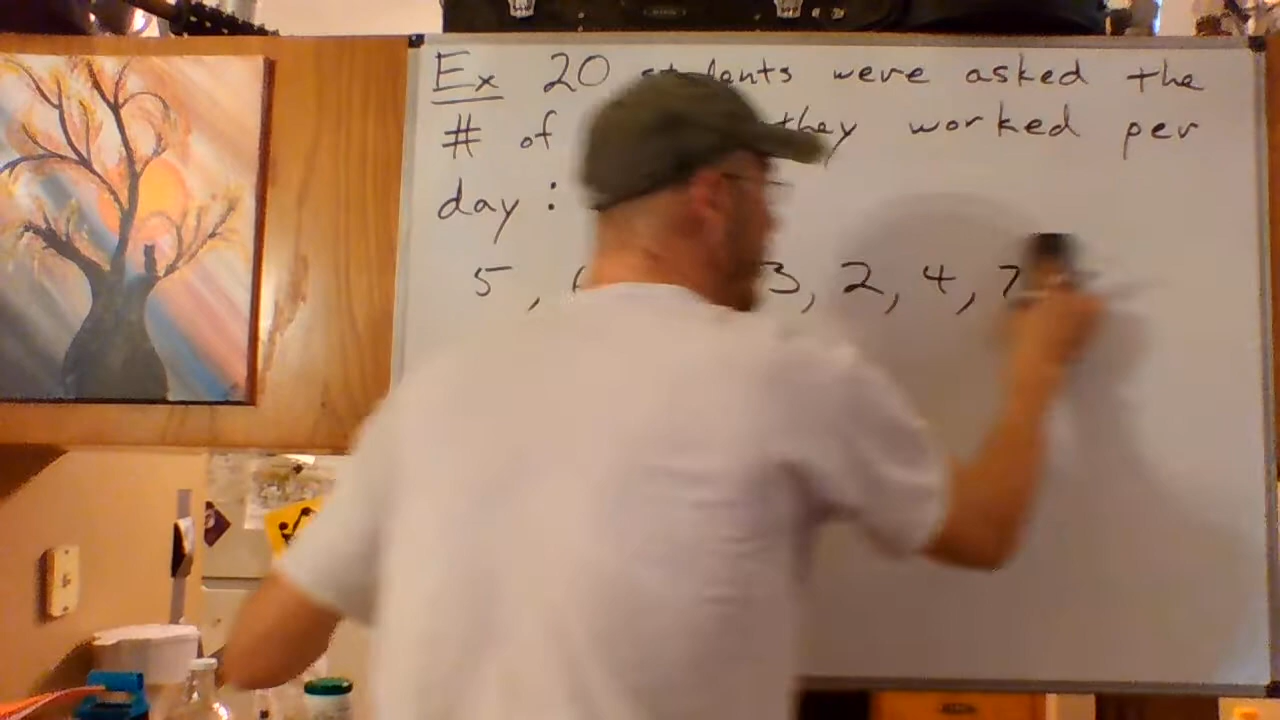 Ex 20 students were asked the
# of they worked per
day :
5 , 3, 2, 4, 7